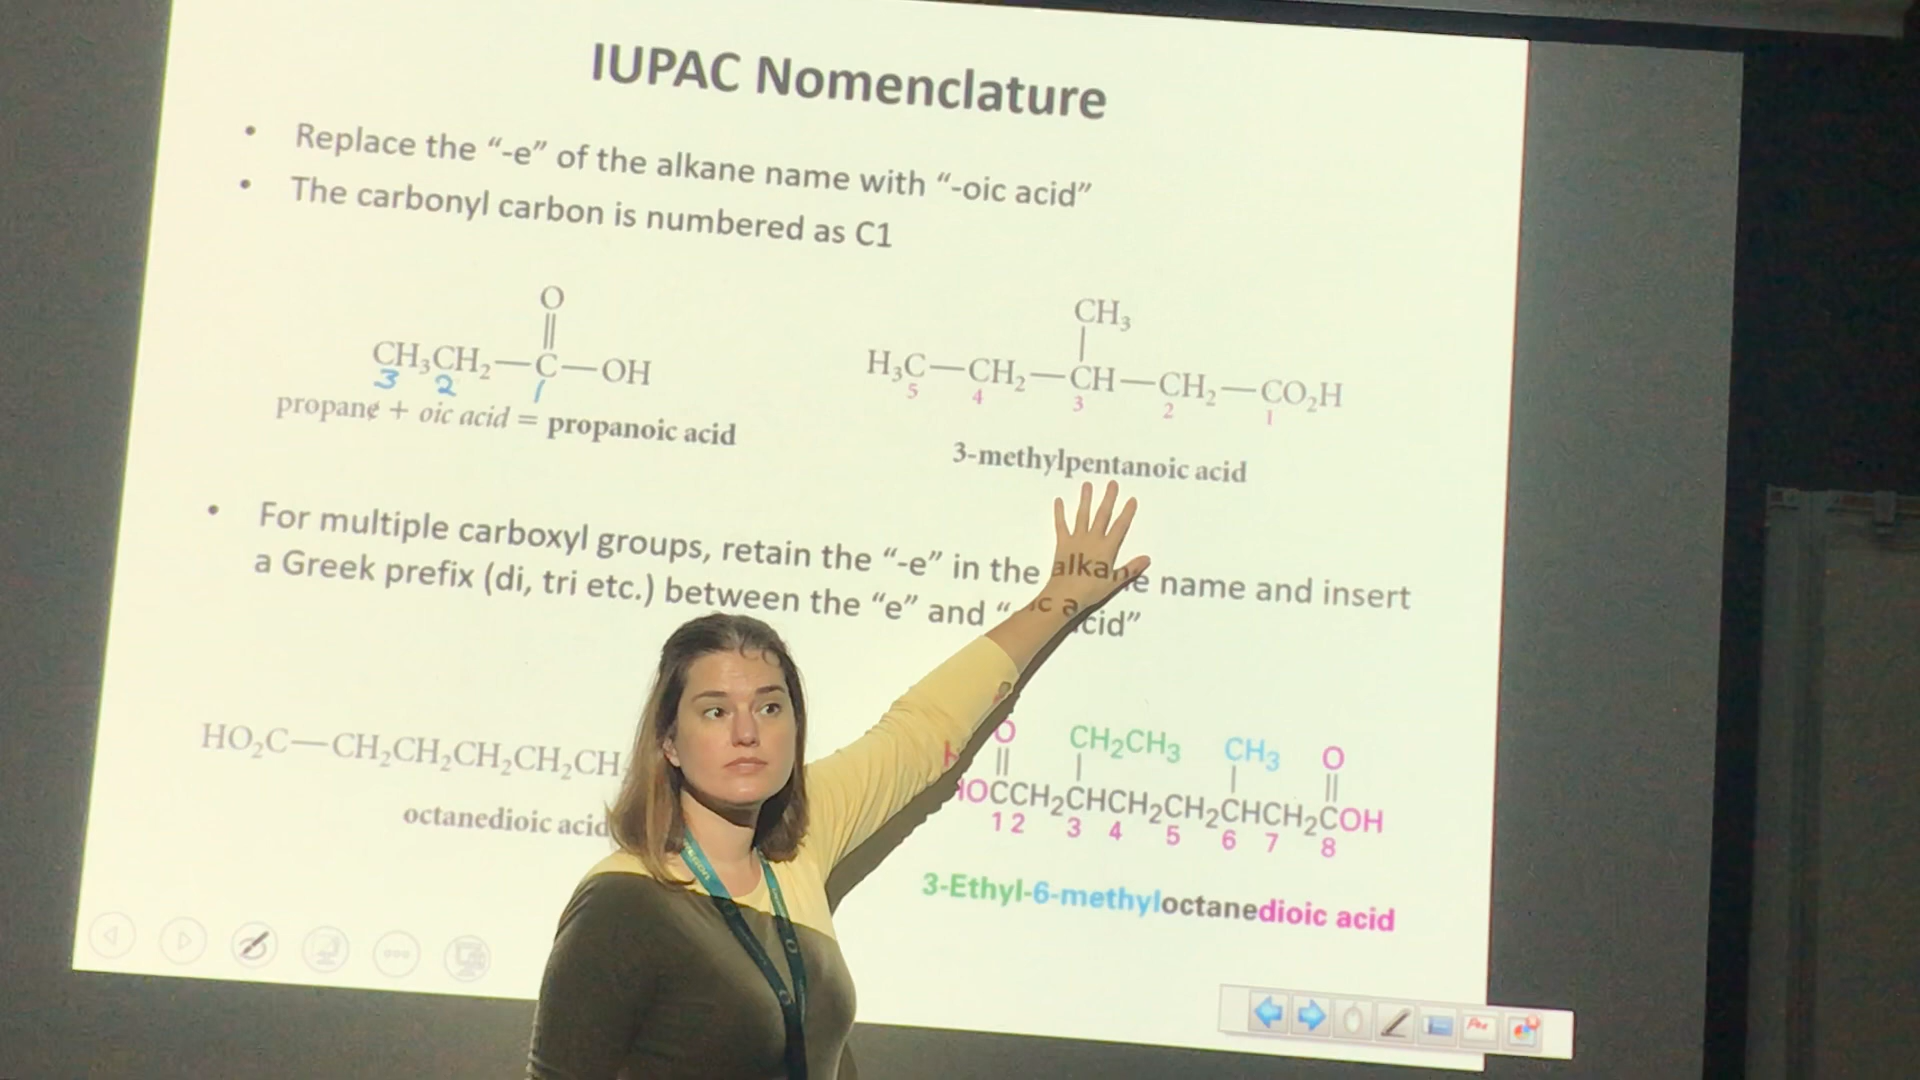 IUPAC Nomenclature
• Replace the “-e” of the alkane name with “-oic acid”
• The carbonyl carbon is numbered as C1
O
CH₃CH₂—C—OH
3 2 1
propane + oic acid = propanoic acid
CH₃
H₃C—CH₂—CH—CH₂—CO₂H
5 4 3 2 1
3-methylpentanoic acid
• For multiple carboxyl groups, retain the “-e” in the alkane name and insert
a Greek prefix (di, tri etc.) between the “e” and “ic acid”
HO₂C—CH₂CH₂CH₂CH₂CH
octanedioic acid
O CH₂CH₃ CH₃ O
HOCCH₂CHCH₂CH₂CHCH₂COH
1 2 3 4 5 6 7 8
3-Ethyl-6-methyloctanedioic acid